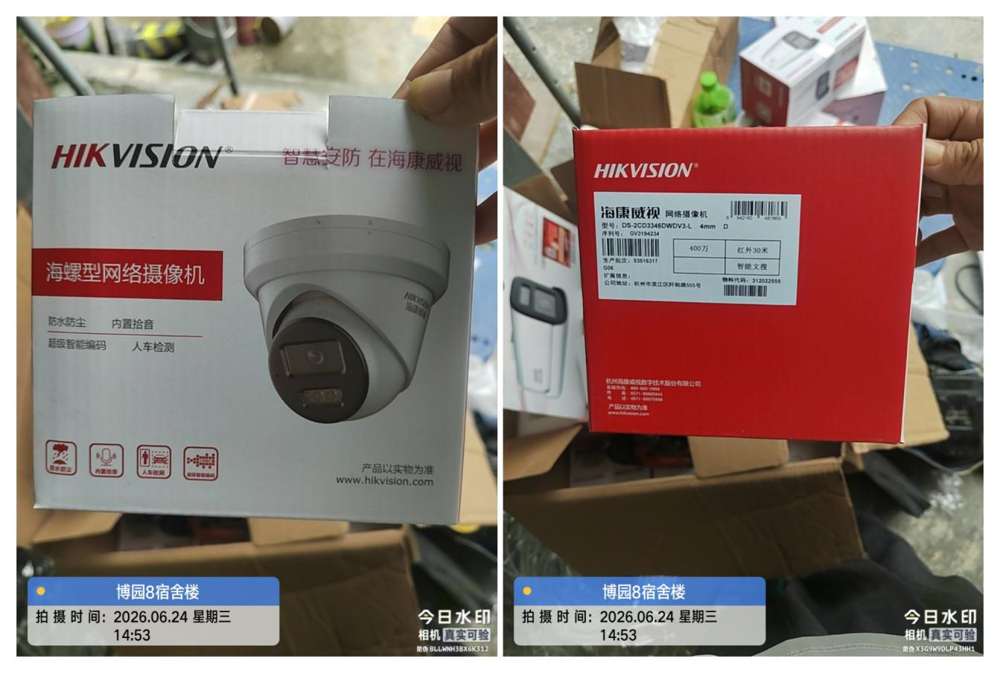 HIKVISION®
智慧安防 在海康威视
海螺型网络摄像机
防水防尘 内置拾音
超级智能编码 人车检测
HIKVISION
海康威视
防水防尘 内置拾音 人车检测 超级智能编码
产品以实物为准
www.hikvision.com
博园8宿舍楼
拍摄时间: 2026.06.24 星期三
14:53
今日水印
相机 真实可验
防伪 BLLWNH3BX6K312
HIKVISION®
海康威视 网络摄像机
6 942160 481869
型号: DS-2CD3346DWDV3-L 4mm D
序列号: GV3194234
400万 红外30米
智能文搜
生产批次: 53516317
G06
扩展信息:
物料代码: 312022555
公司地址: 杭州市滨江区阡陌路555号
杭州海康威视数字技术股份有限公司
客服热线: 400-800-5998
传 真: 0571-89805843
电 话: 0571-88075998
产品以实物为准
www.hikvision.com
博园8宿舍楼
拍摄时间: 2026.06.24 星期三
14:53
今日水印
相机 真实可验
防伪 X3G9W9DLP43HH1